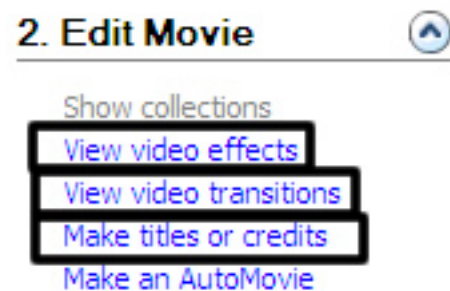 2. Edit Movie
Show collections
View video effects
View video transitions
Make titles or credits
Make an AutoMovie